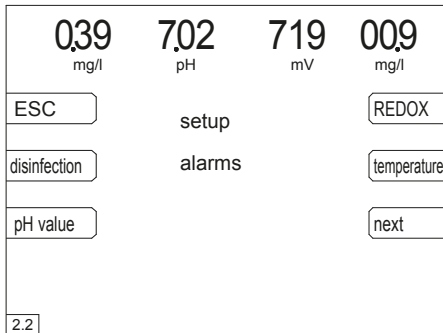 0.39 7.02 719 00.9
mg/l pH mV mg/l
ESC setup REDOX
disinfection alarms temperature
pH value next
2.2